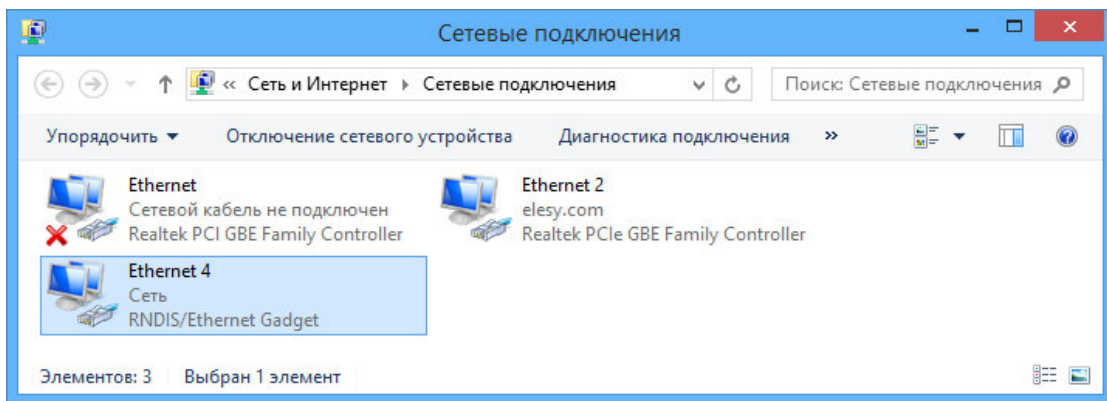 Сетевые подключения
« Сеть и Интернет Сетевые подключения Поиск: Сетевые подключения
Упорядочить Отключение сетевого устройства Диагностика подключения »
Ethernet
Сетевой кабель не подключен
Realtek PCI GBE Family Controller
Ethernet 2
elesy.com
Realtek PCIe GBE Family Controller
Ethernet 4
Сеть
RNDIS/Ethernet Gadget
Элементов: 3 Выбран 1 элемент